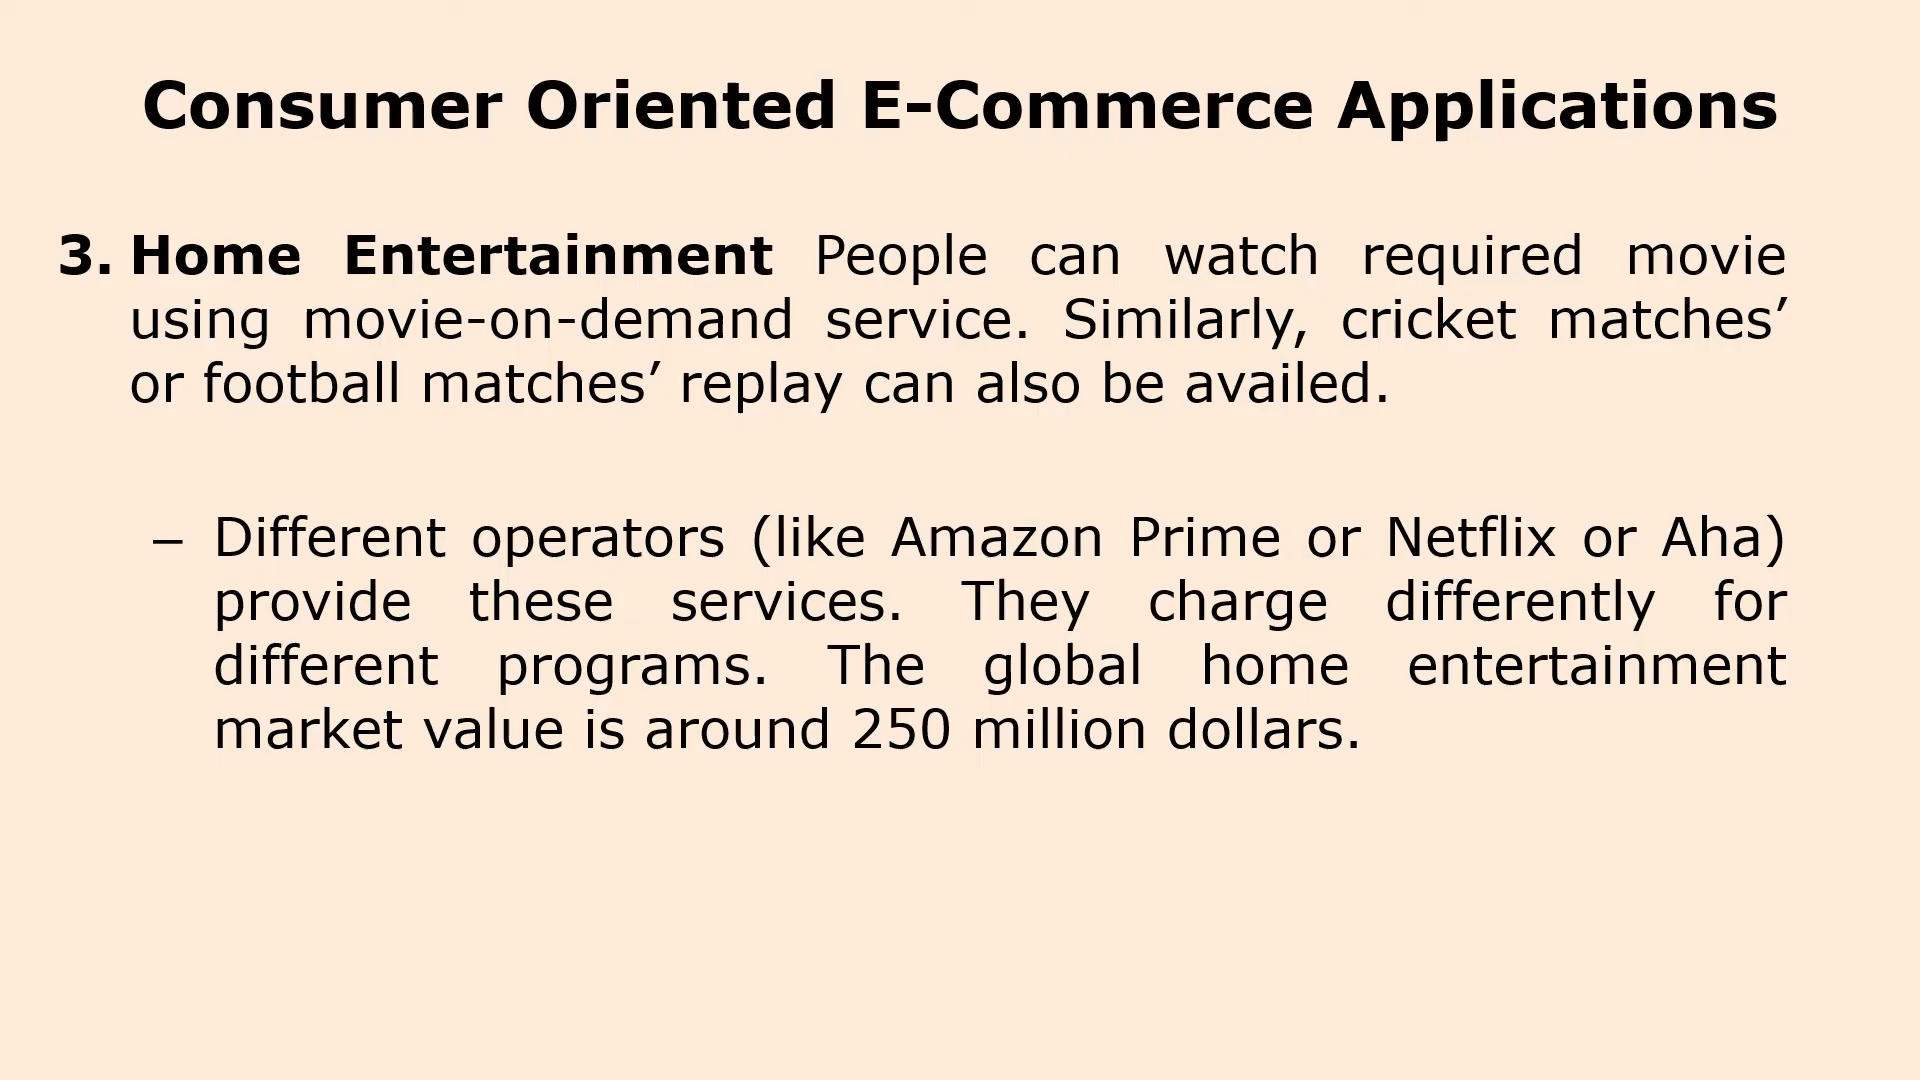 Consumer Oriented E-Commerce Applications
3. Home Entertainment People can watch required movie
using movie-on-demand service. Similarly, cricket matches’
or football matches’ replay can also be availed.
– Different operators (like Amazon Prime or Netflix or Aha)
provide these services. They charge differently for
different programs. The global home entertainment
market value is around 250 million dollars.